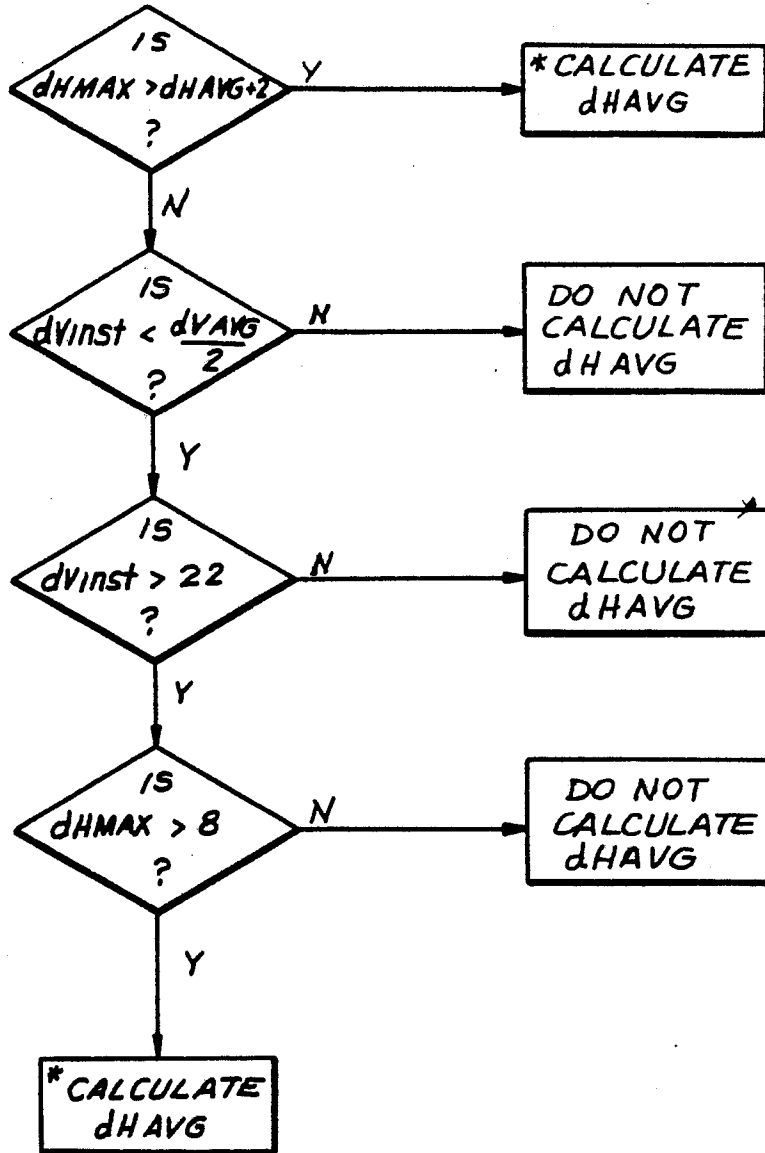 IS
dHMAX > dHAVG+2
?
Y
* CALCULATE
dHAVG
N
IS
dVinst < dVAVG
2
?
N
DO NOT
CALCULATE
dHAVG
Y
IS
dVinst > 22
?
N
DO NOT
CALCULATE
dHAVG
Y
IS
dHMAX > 8
?
N
DO NOT
CALCULATE
dHAVG
Y
* CALCULATE
dHAVG